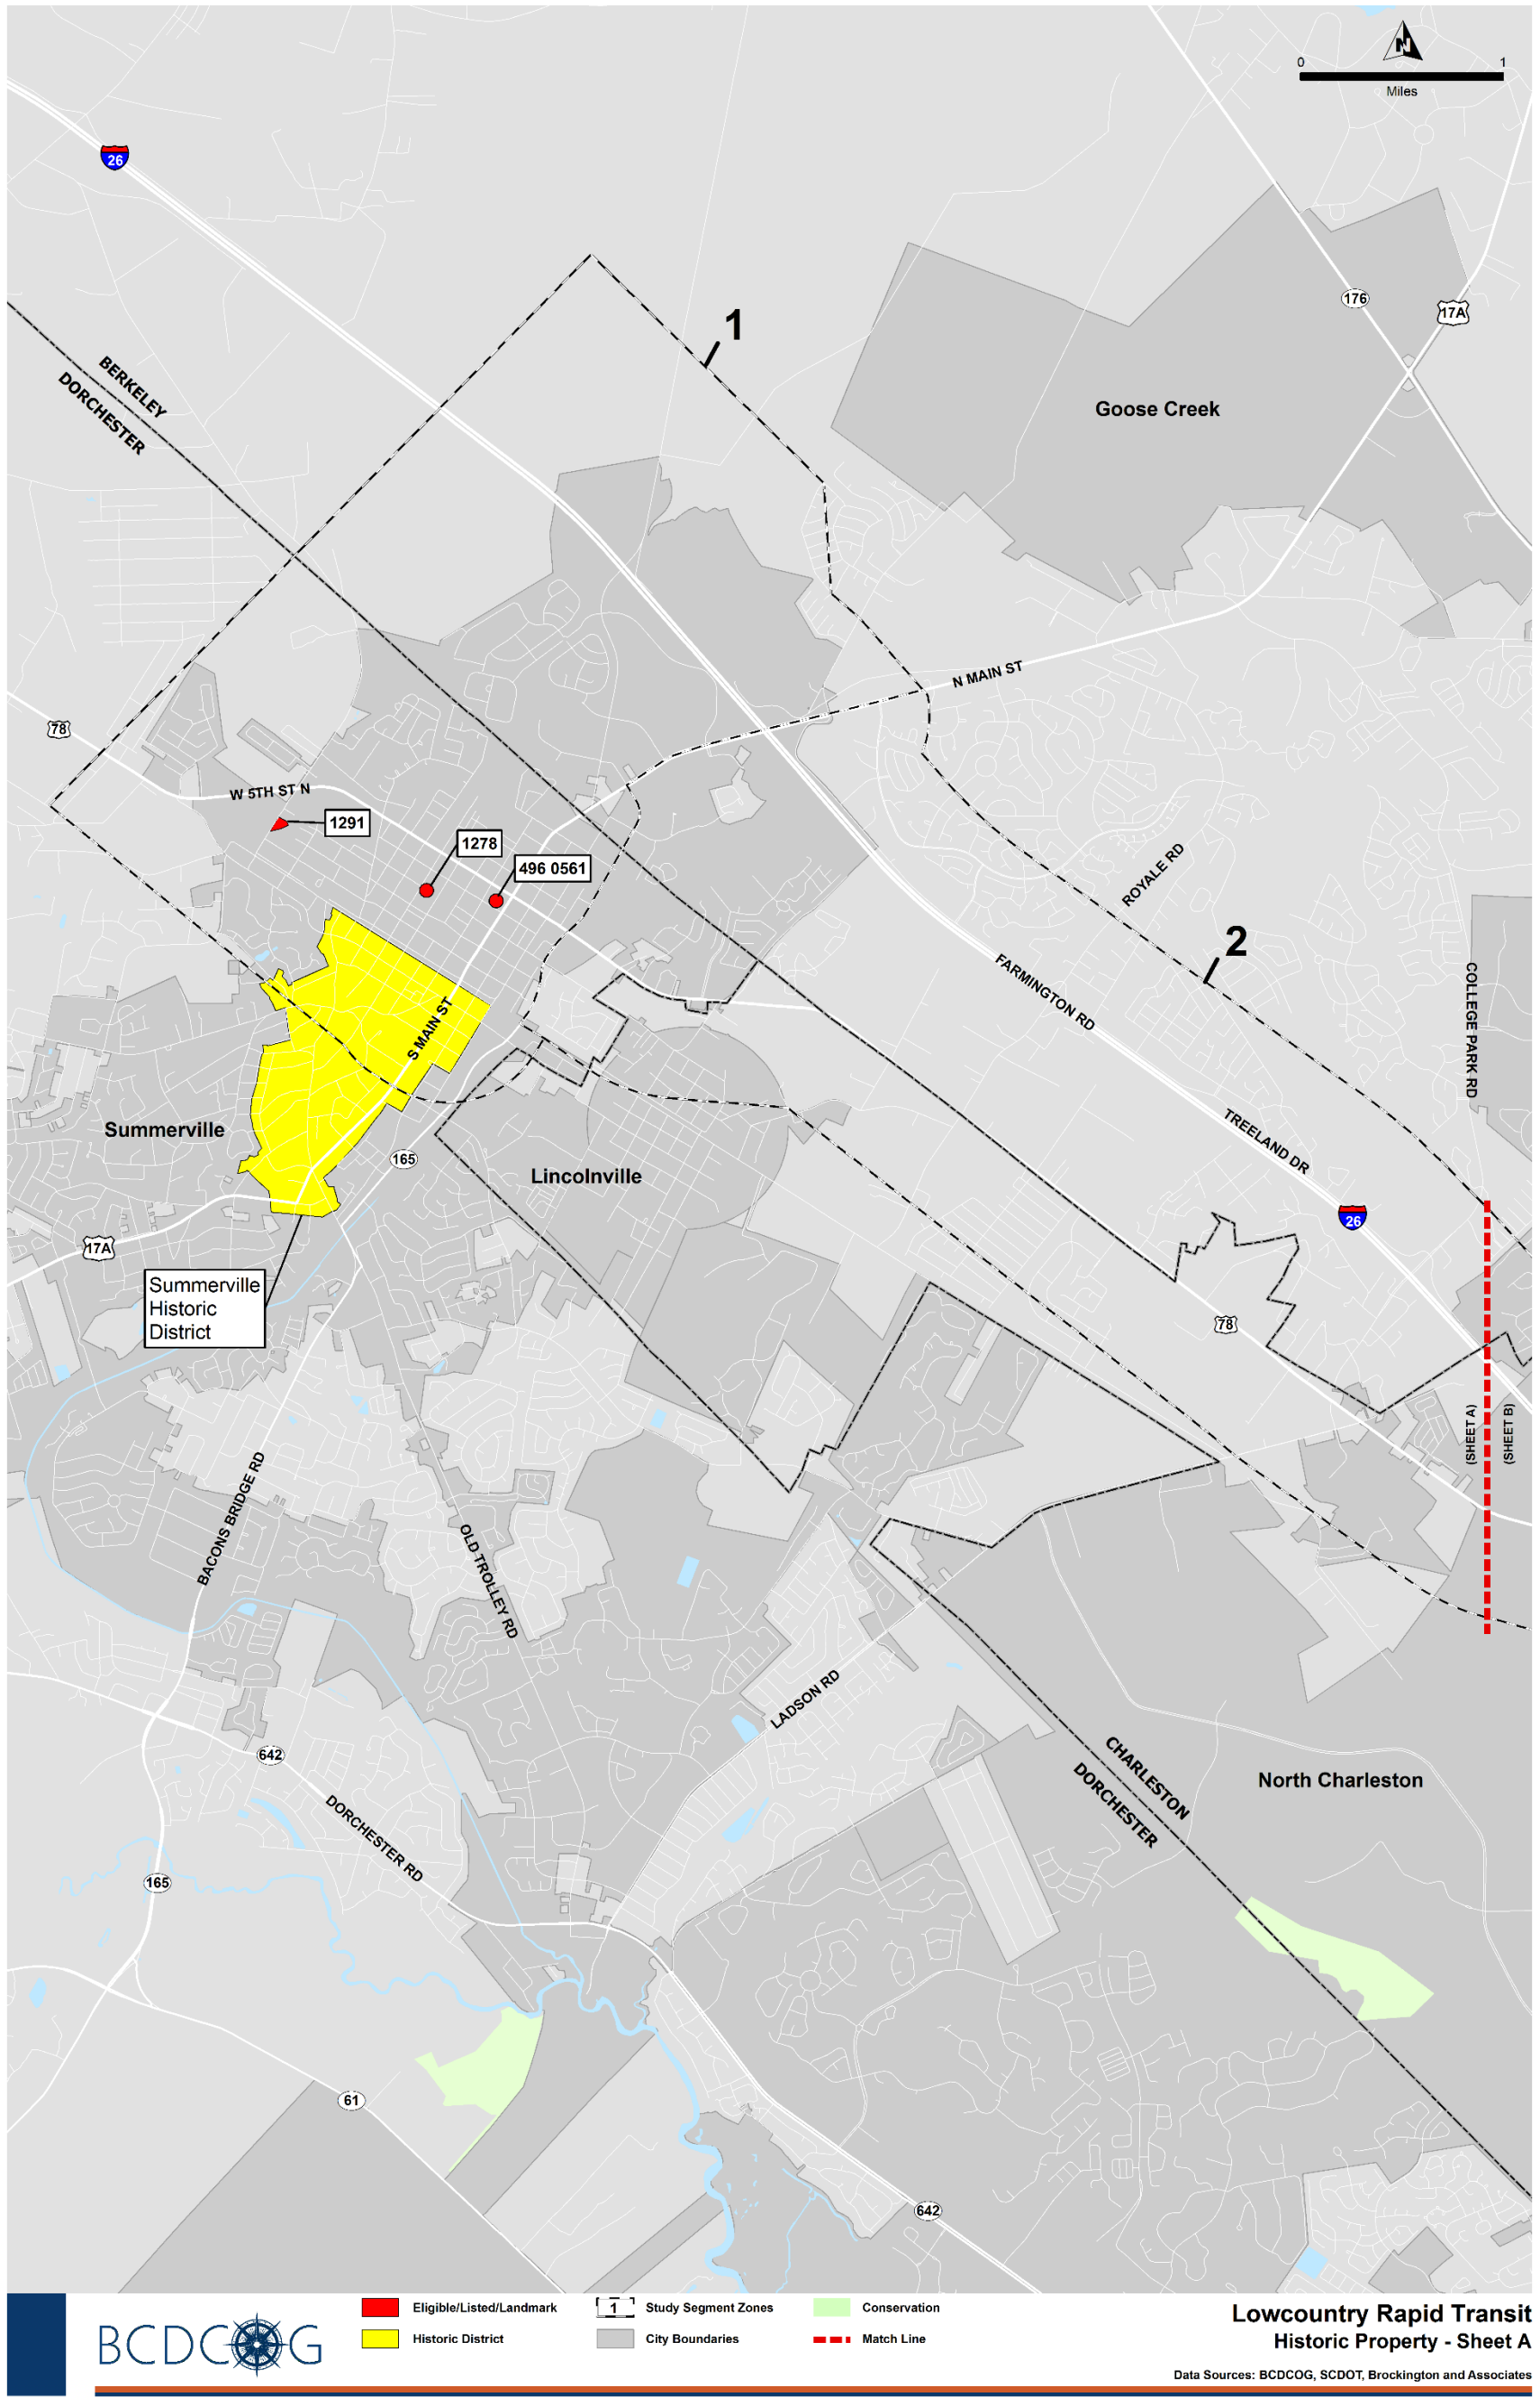 N
0 1
Miles
26
1
176
17A
BERKELEY
DORCHESTER
Goose Creek
N MAIN ST
78
W 5TH ST N
1291
1278
496 0561
ROYALE RD
2
FARMINGTON RD
COLLEGE PARK RD
S MAIN ST
Summerville
165
Lincolnville
TREELAND DR
26
17A
Summerville
Historic
District
78
(SHEET A)
(SHEET B)
BACONS BRIDGE RD
OLD TROLLEY RD
LADSON RD
642
CHARLESTON
DORCHESTER
North Charleston
DORCHESTER RD
165
61
642
BCDCOG
Eligible/Listed/Landmark
Historic District
1
Study Segment Zones
City Boundaries
Conservation
Match Line
Lowcountry Rapid Transit
Historic Property - Sheet A
Data Sources: BCDCOG, SCDOT, Brockington and Associates